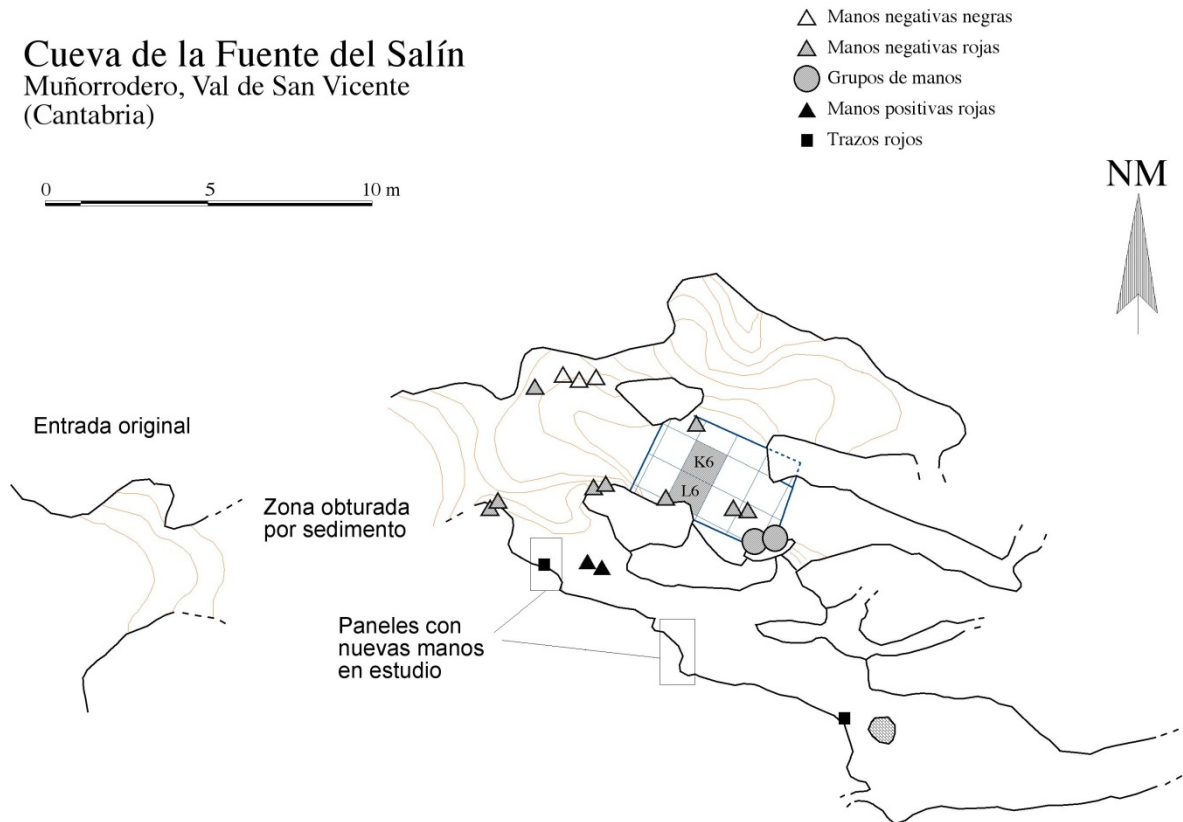 Cueva de la Fuente del Salín
Muñorrodero, Val de San Vicente
(Cantabria)
Manos negativas negras
Manos negativas rojas
Grupos de manos
Manos positivas rojas
Trazos rojos
0 5 10 m
NM
Entrada original
Zona obturada
por sedimento
K6
L6
Paneles con
nuevas manos
en estudio